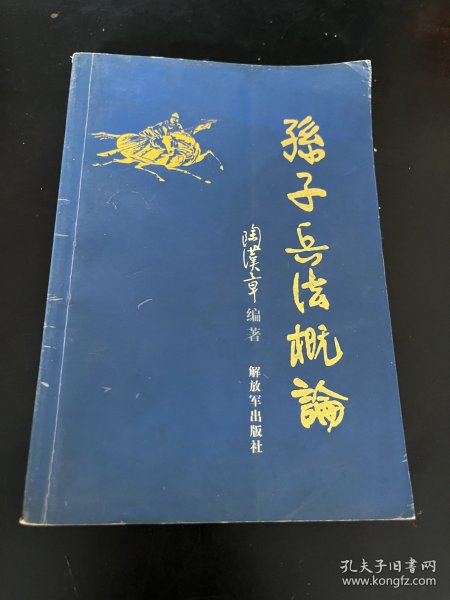 孫子兵法概論
陶漢章 编著
解放军出版社
孔夫子旧书网
www.kongfz.com